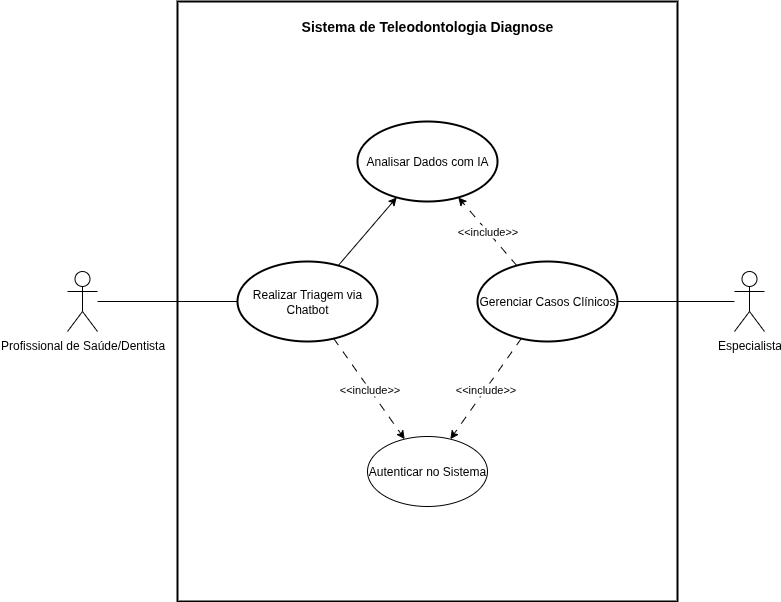 Sistema de Teleodontologia Diagnose
Analisar Dados com IA
<<include>>
Realizar Triagem via
Chatbot
Gerenciar Casos Clínicos
Profissional de Saúde/Dentista
Especialista
<<include>>
<<include>>
Autenticar no Sistema